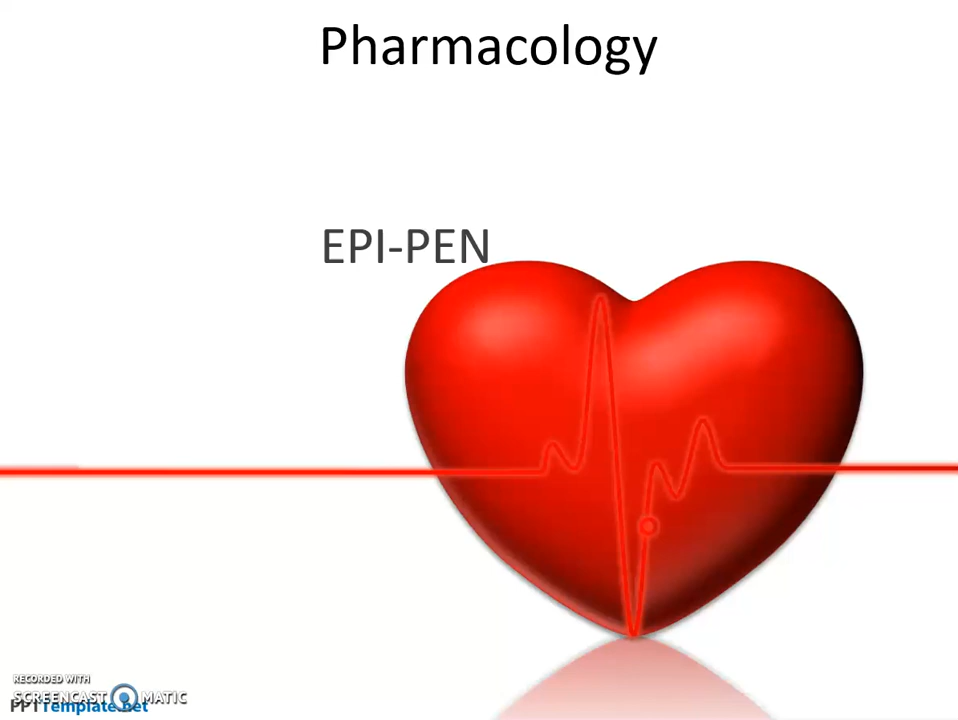 Pharmacology
EPI-PEN
RECORDED WITH
SCREENCAST MATIC
PPTTemplate.net